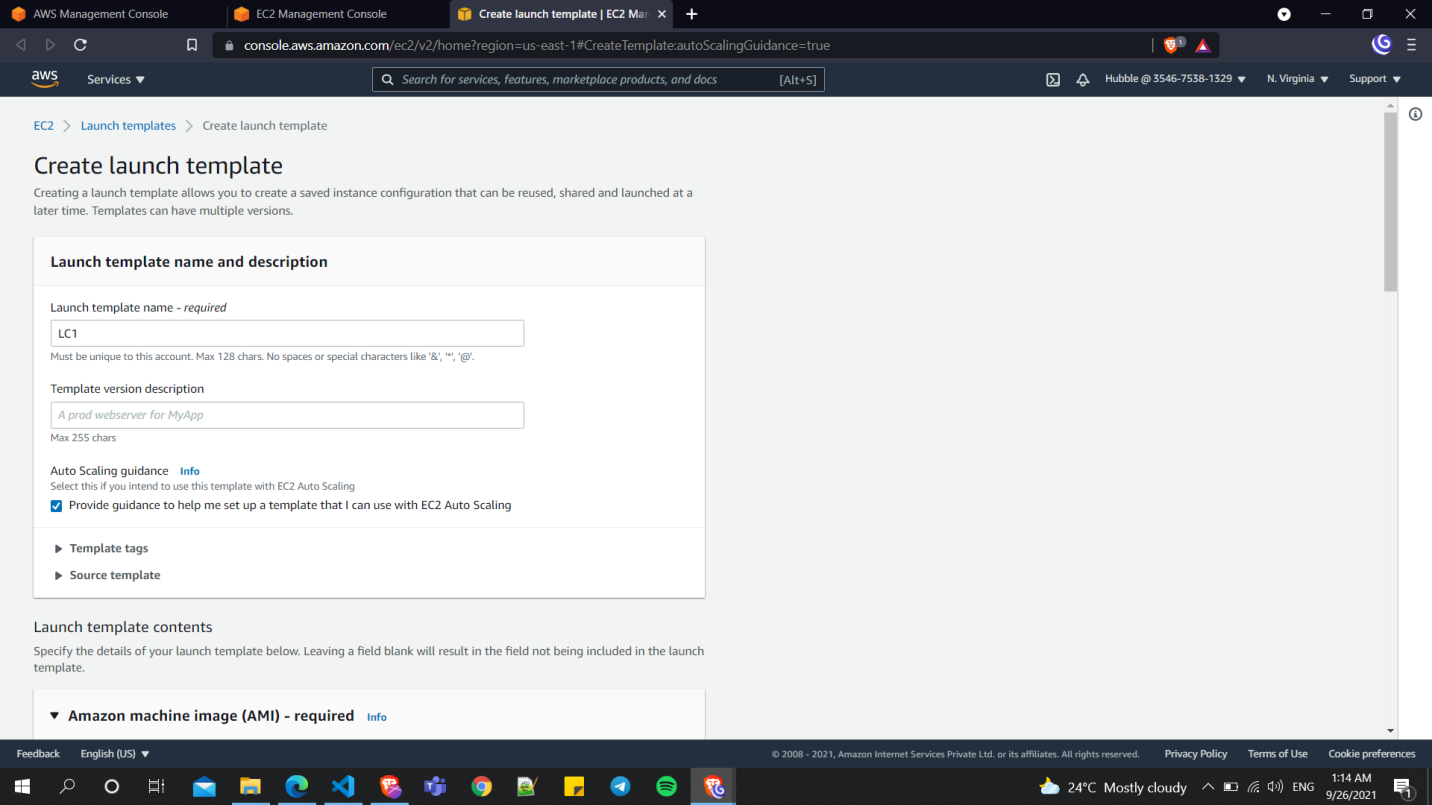 AWS Management Console
EC2 Management Console
Create launch template | EC2 Man
console.aws.amazon.com/ec2/v2/home?region=us-east-1#CreateTemplate:autoScalingGuidance=true
1
aws
Services
Search for services, features, marketplace products, and docs
[Alt+S]
Hubble @ 3546-7538-1329
N. Virginia
Support
EC2
Launch templates
Create launch template
Create launch template
Creating a launch template allows you to create a saved instance configuration that can be reused, shared and launched at a
later time. Templates can have multiple versions.
Launch template name and description
Launch template name - required
LC1
Must be unique to this account. Max 128 chars. No spaces or special characters like '&', '*', '@'.
Template version description
A prod webserver for MyApp
Max 255 chars
Auto Scaling guidance Info
Select this if you intend to use this template with EC2 Auto Scaling
Provide guidance to help me set up a template that I can use with EC2 Auto Scaling
Template tags
Source template
Launch template contents
Specify the details of your launch template below. Leaving a field blank will result in the field not being included in the launch
template.
Amazon machine image (AMI) - required Info
Feedback
English (US)
© 2008 - 2021, Amazon Internet Services Private Ltd. or its affiliates. All rights reserved.
Privacy Policy
Terms of Use
Cookie preferences
24°C Mostly cloudy
ENG
1:14 AM
9/26/2021
1